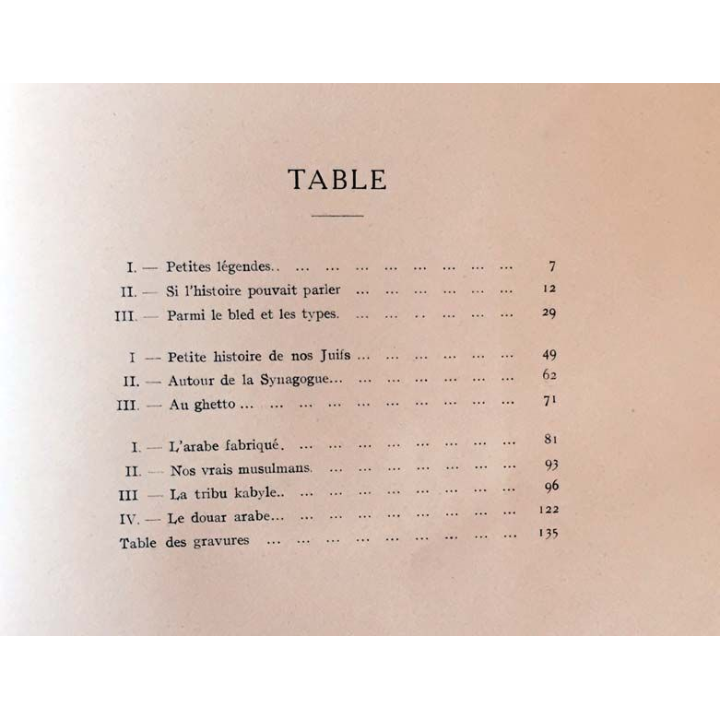 TABLE
I. — Petites légendes.. ... ... ... ... ... ... ... ... 7
II. — Si l'histoire pouvait parler ... ... ... ... ... ... 12
III. — Parmi le bled et les types. ... ... .. ... ... ... 29
I — Petite histoire de nos Juifs ... ... ... ... ... ... 49
II. — Autour de la Synagogue... ... ... ... ... ... ... 62
III. — Au ghetto ... ... ... ... ... ... ... ... ... ... 71
I. — L'arabe fabriqué. ... ... ... ... ... ... ... ... 81
II. — Nos vrais musulmans. ... ... ... ... ... ... ... 93
III — La tribu kabyle.. ... ... ... ... ... ... ... ... 96
IV. — Le douar arabe... ... ... ... ... ... ... ... ... 122
Table des gravures ... ... ... ... ... ... ... ... ... 135